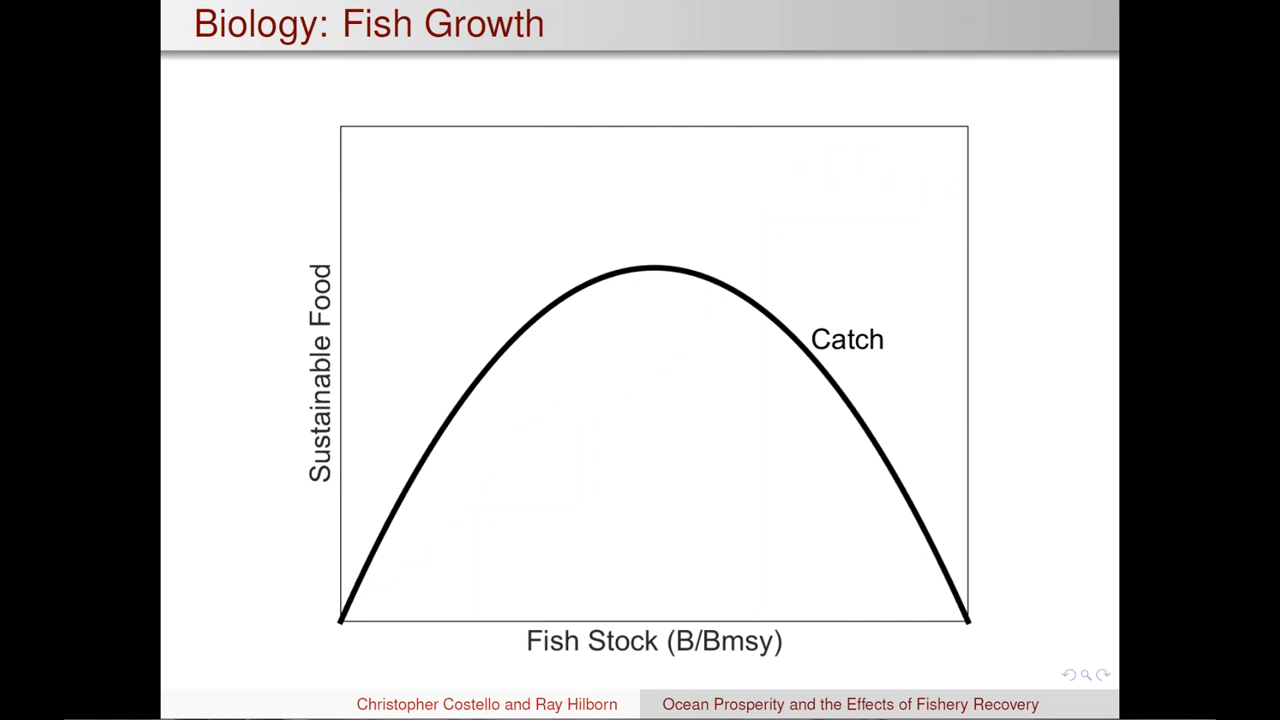 Biology: Fish Growth
Sustainable Food
Catch
Fish Stock (B/Bmsy)
Christopher Costello and Ray Hilborn
Ocean Prosperity and the Effects of Fishery Recovery